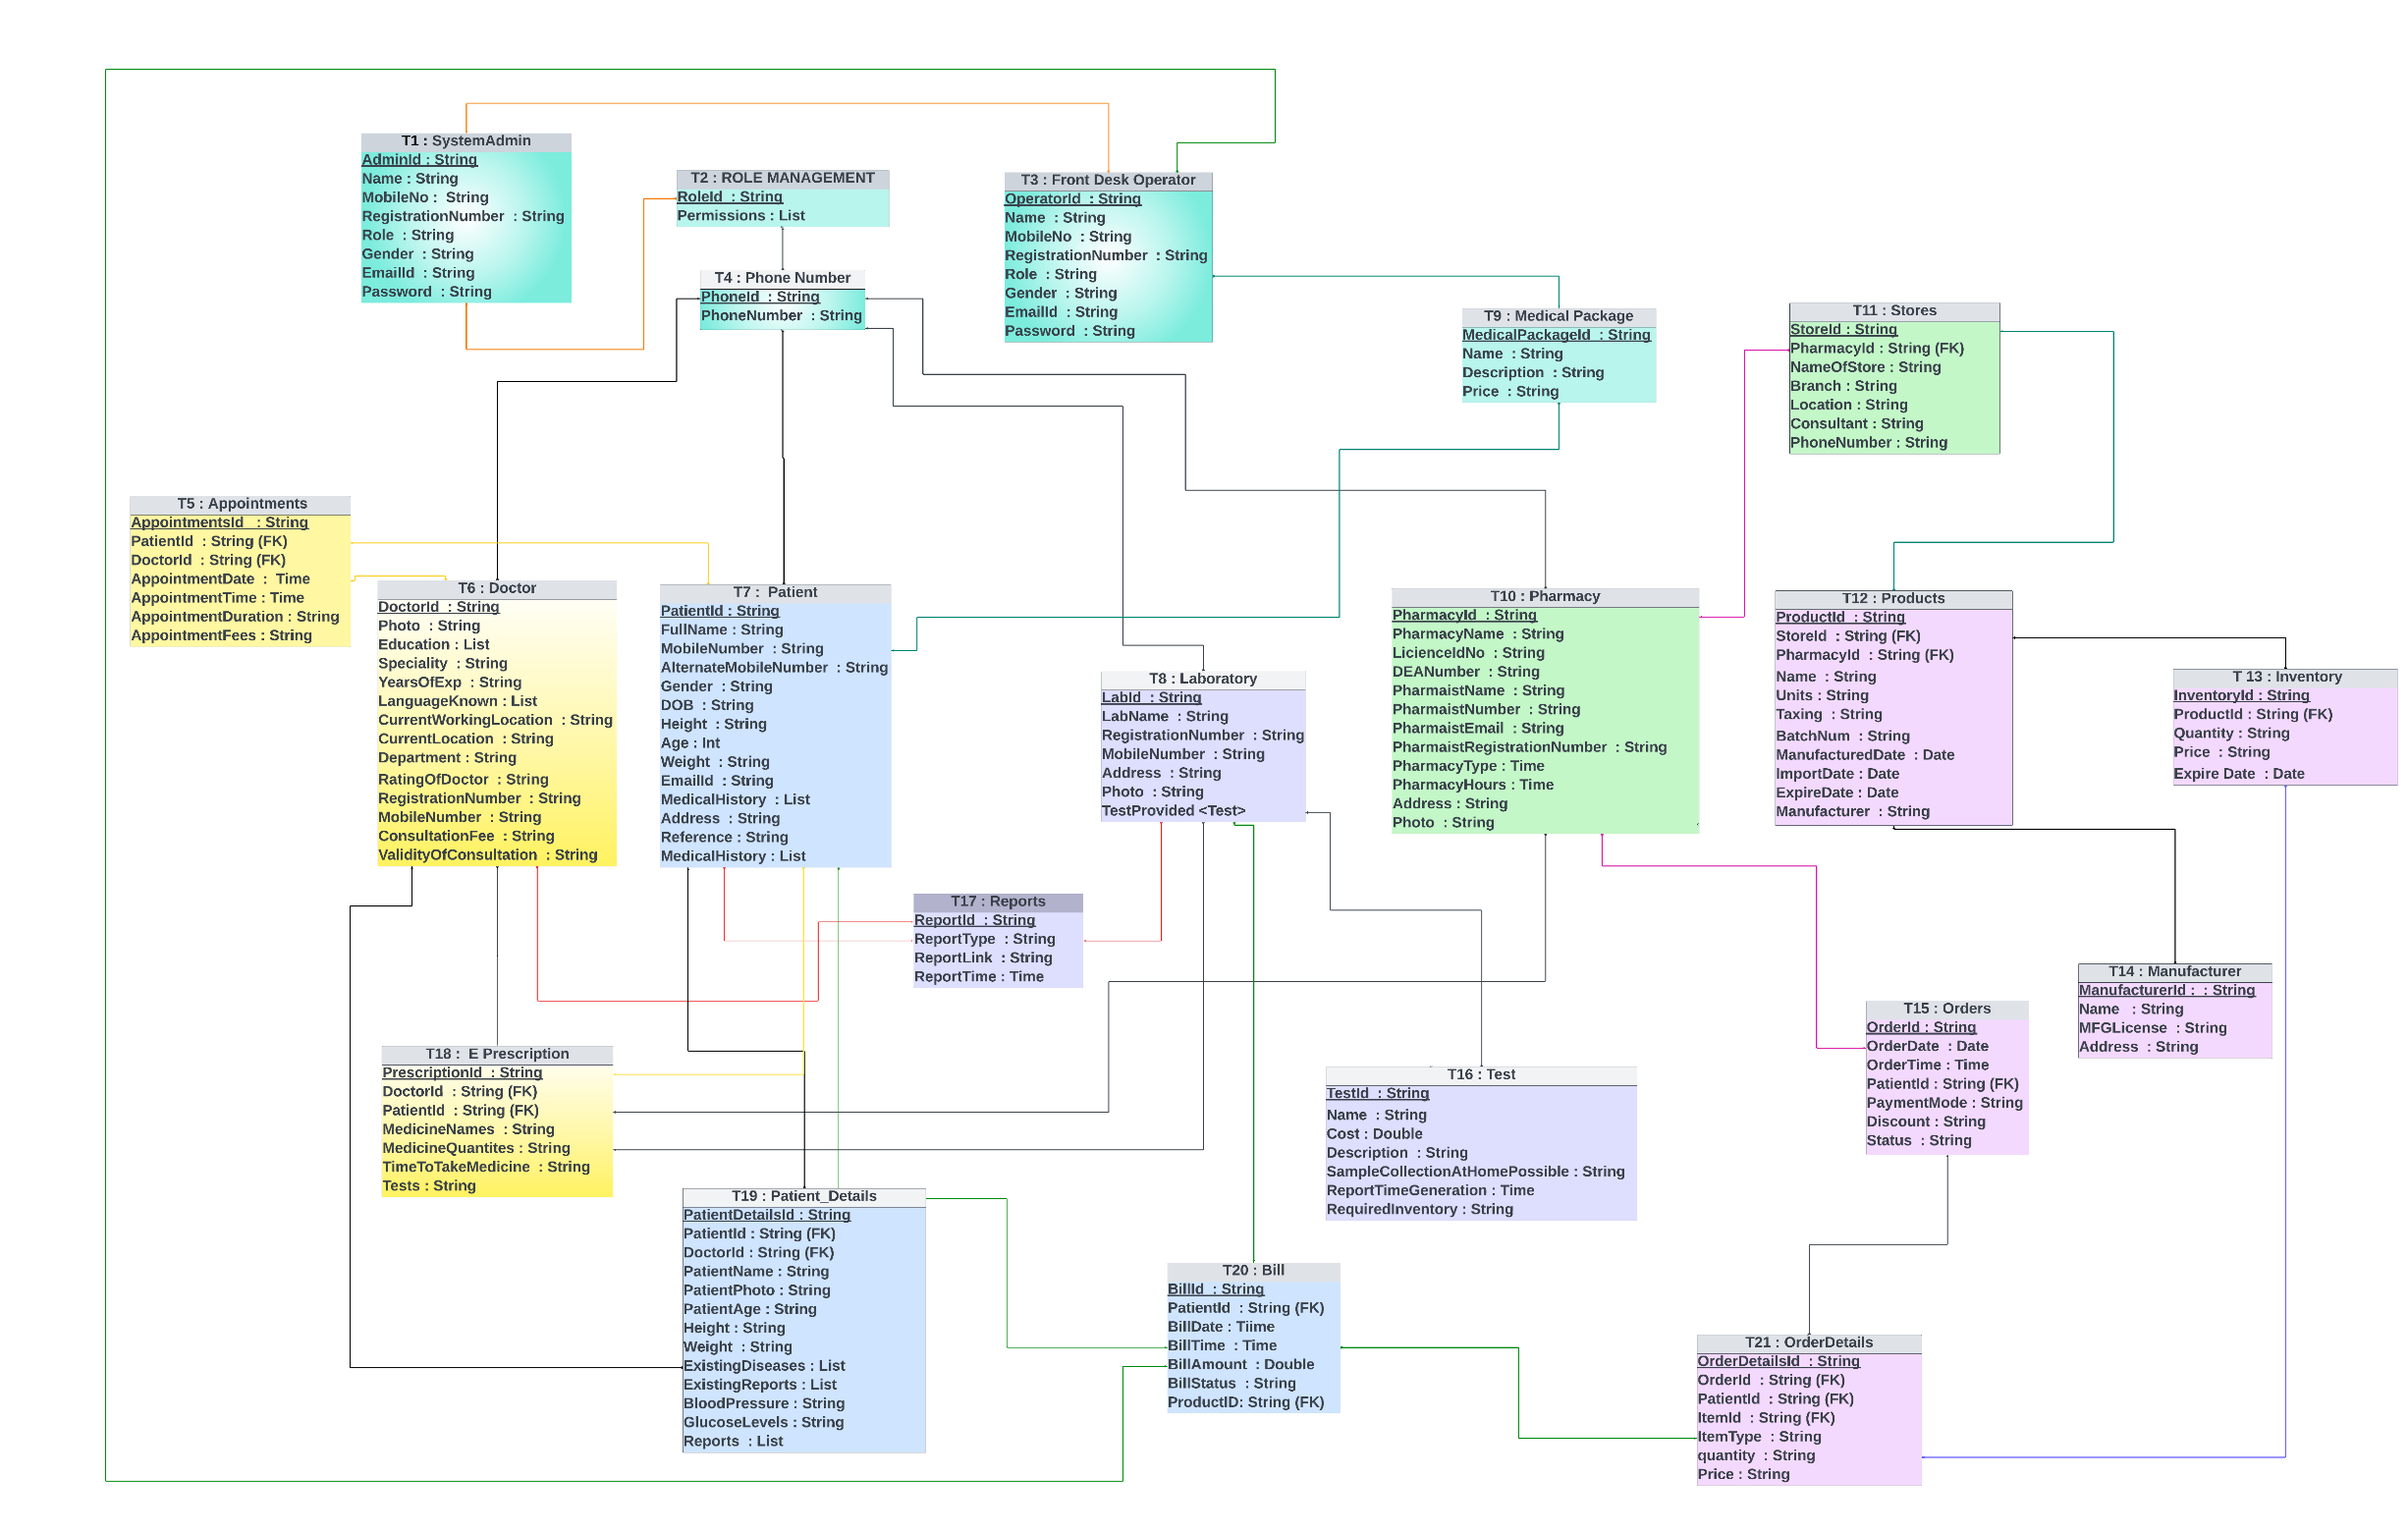 T1 : SystemAdmin
AdminId : String
Name : String
MobileNo :  String
RegistrationNumber  : String
Role  : String
Gender  : String
EmailId  : String
Password  : String
T2 : ROLE MANAGEMENT
RoleId  : String
Permissions : List
T3 : Front Desk Operator
OperatorId  : String
Name  : String
MobileNo  : String
RegistrationNumber  : String
Role  : String
Gender  : String
EmailId  : String
Password  : String
T4 : Phone Number
PhoneId  : String
PhoneNumber  : String
T9 : Medical Package
MedicalPackageId  : String
Name  : String
Description  : String
Price  : String
T11 : Stores
StoreId : String
PharmacyId : String (FK)
NameOfStore : String
Branch : String
Location : String
Consultant : String
PhoneNumber : String
T5 : Appointments
AppointmentsId   : String
PatientId  : String (FK)
DoctorId  : String (FK)
AppointmentDate  :  Time
AppointmentTime : Time
AppointmentDuration : String
AppointmentFees : String
T6 : Doctor
DoctorId  : String
Photo  : String
Education : List
Speciality  : String
YearsOfExp  : String
LanguageKnown : List
CurrentWorkingLocation  : String
CurrentLocation  : String
Department : String
RatingOfDoctor  : String
RegistrationNumber  : String
MobileNumber  : String
ConsultationFee  : String
ValidityOfConsultation  : String
T7 :  Patient
PatientId : String
FullName : String
MobileNumber  : String
AlternateMobileNumber  : String
Gender  : String
DOB  : String
Height  : String
Age : Int
Weight  : String
EmailId  : String
MedicalHistory  : List
Address  : String
Reference : String
MedicalHistory : List
T8 : Laboratory
LabId  : String
LabName  : String
RegistrationNumber  : String
MobileNumber  : String
Address  : String
Photo  : String
TestProvided <Test>
T10 : Pharmacy
PharmacyId  : String
PharmacyName  : String
LicienceIdNo  : String
DEANumber  : String
PharmaistName  : String
PharmaistNumber  : String
PharmaistEmail  : String
PharmaistRegistrationNumber  : String
PharmacyType : Time
PharmacyHours : Time
Address : String
Photo  : String
T12 : Products
ProductId  : String
StoreId  : String (FK)
PharmacyId  : String (FK)
Name  : String
Units : String
Taxing  : String
BatchNum  : String
ManufacturedDate  : Date
ImportDate : Date
ExpireDate : Date
Manufacturer  : String
T 13 : Inventory
InventoryId : String
ProductId : String (FK)
Quantity : String
Price  : String
Expire Date  : Date
T17 : Reports
ReportId  : String
ReportType  : String
ReportLink  : String
ReportTime : Time
T14 : Manufacturer
ManufacturerId :  : String
Name   : String
MFGLicense  : String
Address  : String
T15 : Orders
OrderId : String
OrderDate  : Date
OrderTime : Time
PatientId : String (FK)
PaymentMode : String
Discount : String
Status  : String
T18 :  E Prescription
PrescriptionId  : String
DoctorId  : String (FK)
PatientId  : String (FK)
MedicineNames  : String
MedicineQuantites : String
TimeToTakeMedicine  : String
Tests : String
T16 : Test
TestId  : String
Name  : String
Cost : Double
Description  : String
SampleCollectionAtHomePossible : String
ReportTimeGeneration : Time
RequiredInventory : String
T19 : Patient_Details
PatientDetailsId : String
PatientId : String (FK)
DoctorId : String (FK)
PatientName : String
PatientPhoto : String
PatientAge : String
Height : String
Weight  : String
ExistingDiseases : List
ExistingReports : List
BloodPressure : String
GlucoseLevels : String
Reports  : List
T20 : Bill
BillId  : String
PatientId  : String (FK)
BillDate : Tiime
BillTime  : Time
BillAmount  : Double
BillStatus  : String
ProductID: String (FK)
T21 : OrderDetails
OrderDetailsId  : String
OrderId  : String (FK)
PatientId  : String (FK)
ItemId  : String (FK)
ItemType  : String
quantity  : String
Price : String